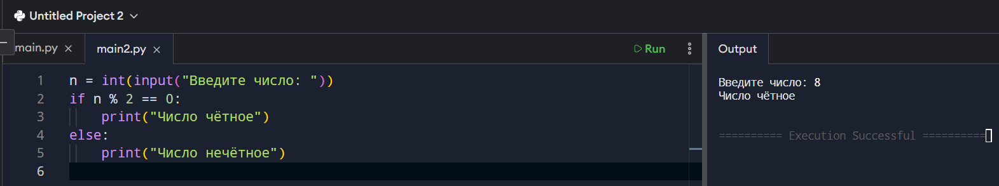 Untitled Project 2
main.py ×
main2.py ×
Run
Output
1 n = int(input("Введите число: "))
2 if n % 2 == 0:
3     print("Число чётное")
4 else:
5     print("Число нечётное")
6
Введите число: 8
Число чётное
========== Execution Successful ==========